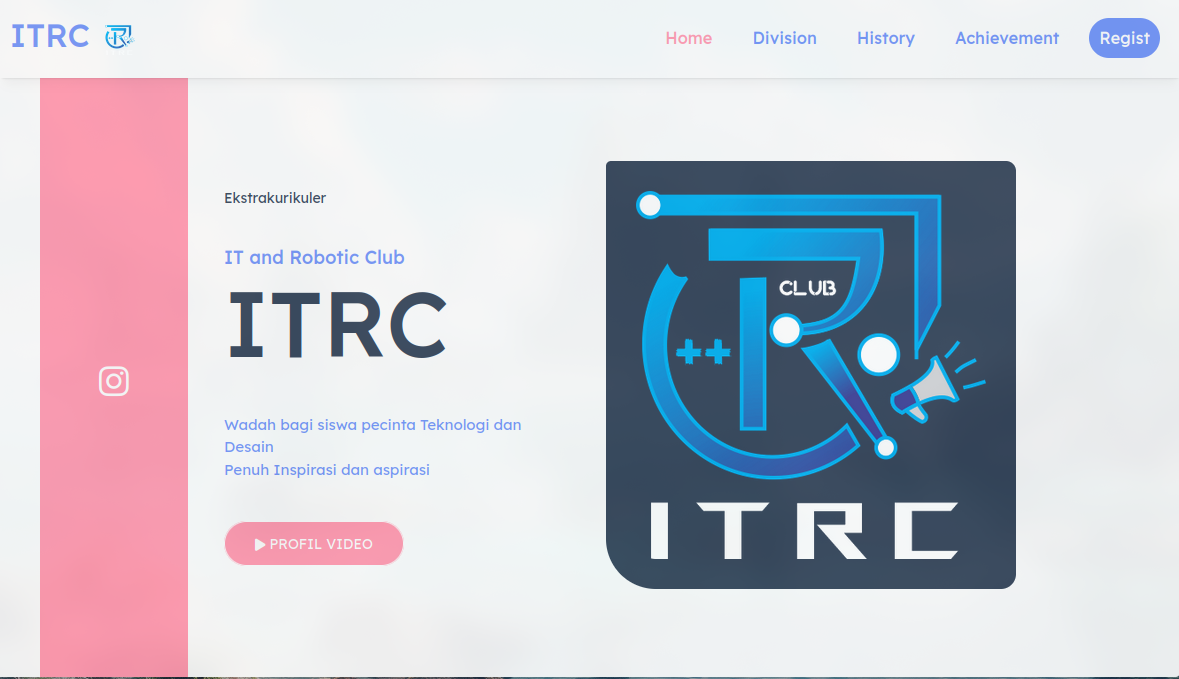 ITRC
Home Division History Achievement Regist
Ekstrakurikuler
IT and Robotic Club
ITRC
Wadah bagi siswa pecinta Teknologi dan
Desain
Penuh Inspirasi dan aspirasi
PROFIL VIDEO
CLUB
++
ITRC